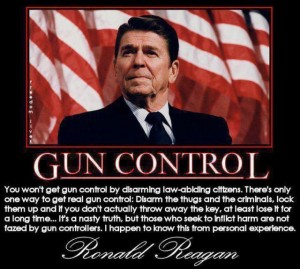 GUN CONTROL
You won't get gun control by disarming law-abiding citizens. There's only
one way to get real gun control: Disarm the thugs and the criminals, lock
them up and if you don't actually throw away the key, at least lose it for
a long time... It's a nasty truth, but those who seek to inflict harm are not
fazed by gun controllers. I happen to know this from personal experience.
Ronald Reagan